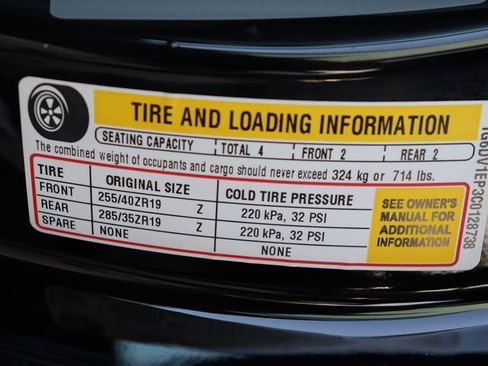 TIRE AND LOADING INFORMATION
SEATING CAPACITY TOTAL 4 FRONT 2 REAR 2
The combined weight of occupants and cargo should never exceed 324 kg or 714 lbs.
TIRE ORIGINAL SIZE COLD TIRE PRESSURE
FRONT 255/40ZR19 Z 220 kPa, 32 PSI
REAR 285/35ZR19 Z 220 kPa, 32 PSI
SPARE NONE NONE
SEE OWNER'S
MANUAL FOR
ADDITIONAL
INFORMATION